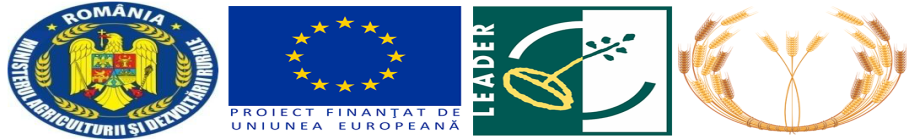 ROMÂNIA
MINISTERUL AGRICULTURII ŞI DEZVOLTĂRII RURALE
PROIECT FINANŢAT DE
UNIUNEA EUROPEANĂ
LEADER